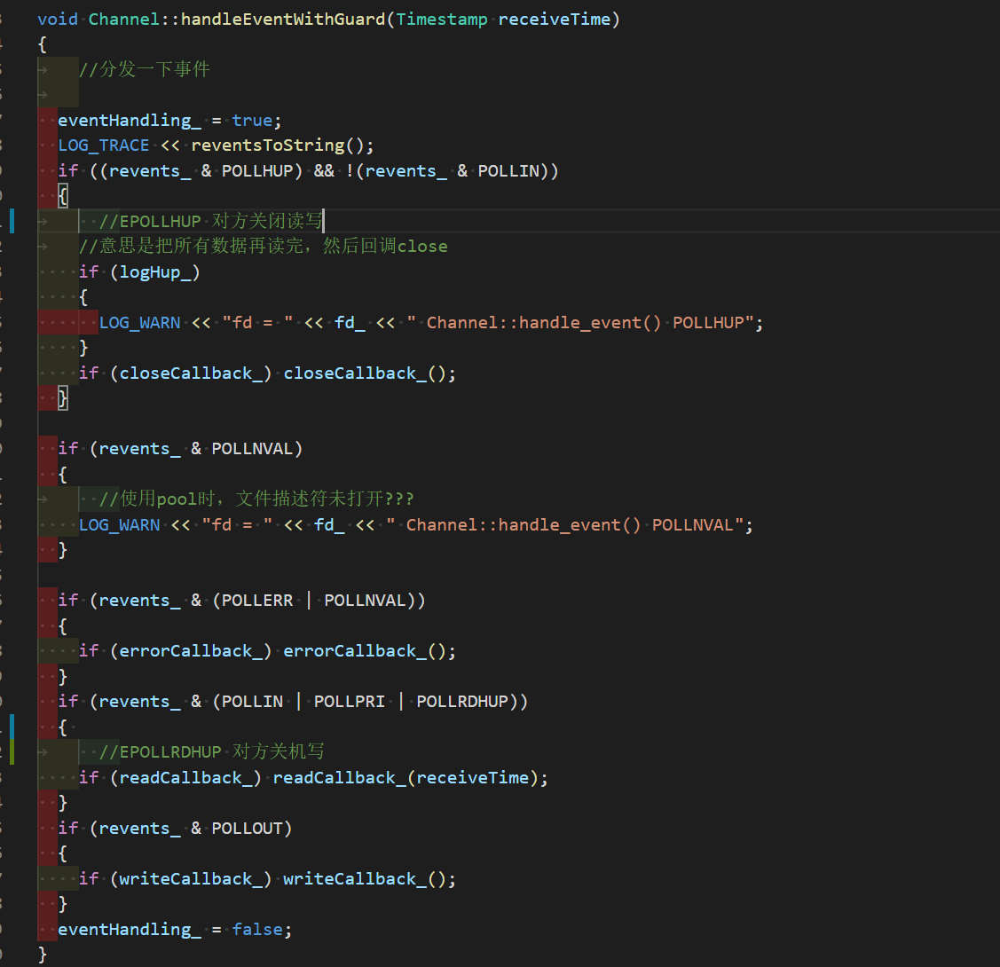 void Channel::handleEventWithGuard(Timestamp receiveTime)
{
//分发一下事件
eventHandling_ = true;
LOG_TRACE << reventsToString();
if ((revents_ & POLLHUP) && !(revents_ & POLLIN))
{
//EPOLLHUP 对方关闭读写
//意思是把所有数据再读完，然后回调close
if (logHup_)
{
LOG_WARN << "fd = " << fd_ << " Channel::handle_event() POLLHUP";
}
if (closeCallback_) closeCallback_();
}
if (revents_ & POLLNVAL)
{
//使用pool时，文件描述符未打开???
LOG_WARN << "fd = " << fd_ << " Channel::handle_event() POLLNVAL";
}
if (revents_ & (POLLERR | POLLNVAL))
{
if (errorCallback_) errorCallback_();
}
if (revents_ & (POLLIN | POLLPRI | POLLRDHUP))
{
//EPOLLRDHUP 对方关机写
if (readCallback_) readCallback_(receiveTime);
}
if (revents_ & POLLOUT)
{
if (writeCallback_) writeCallback_();
}
eventHandling_ = false;
}